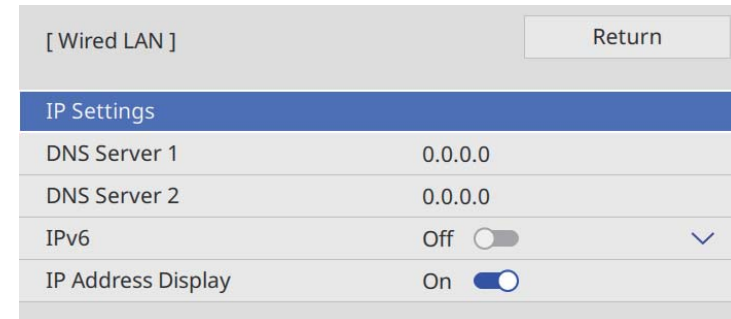 [ Wired LAN ]
Return
IP Settings
DNS Server 1 0.0.0.0
DNS Server 2 0.0.0.0
IPv6 Off
IP Address Display On